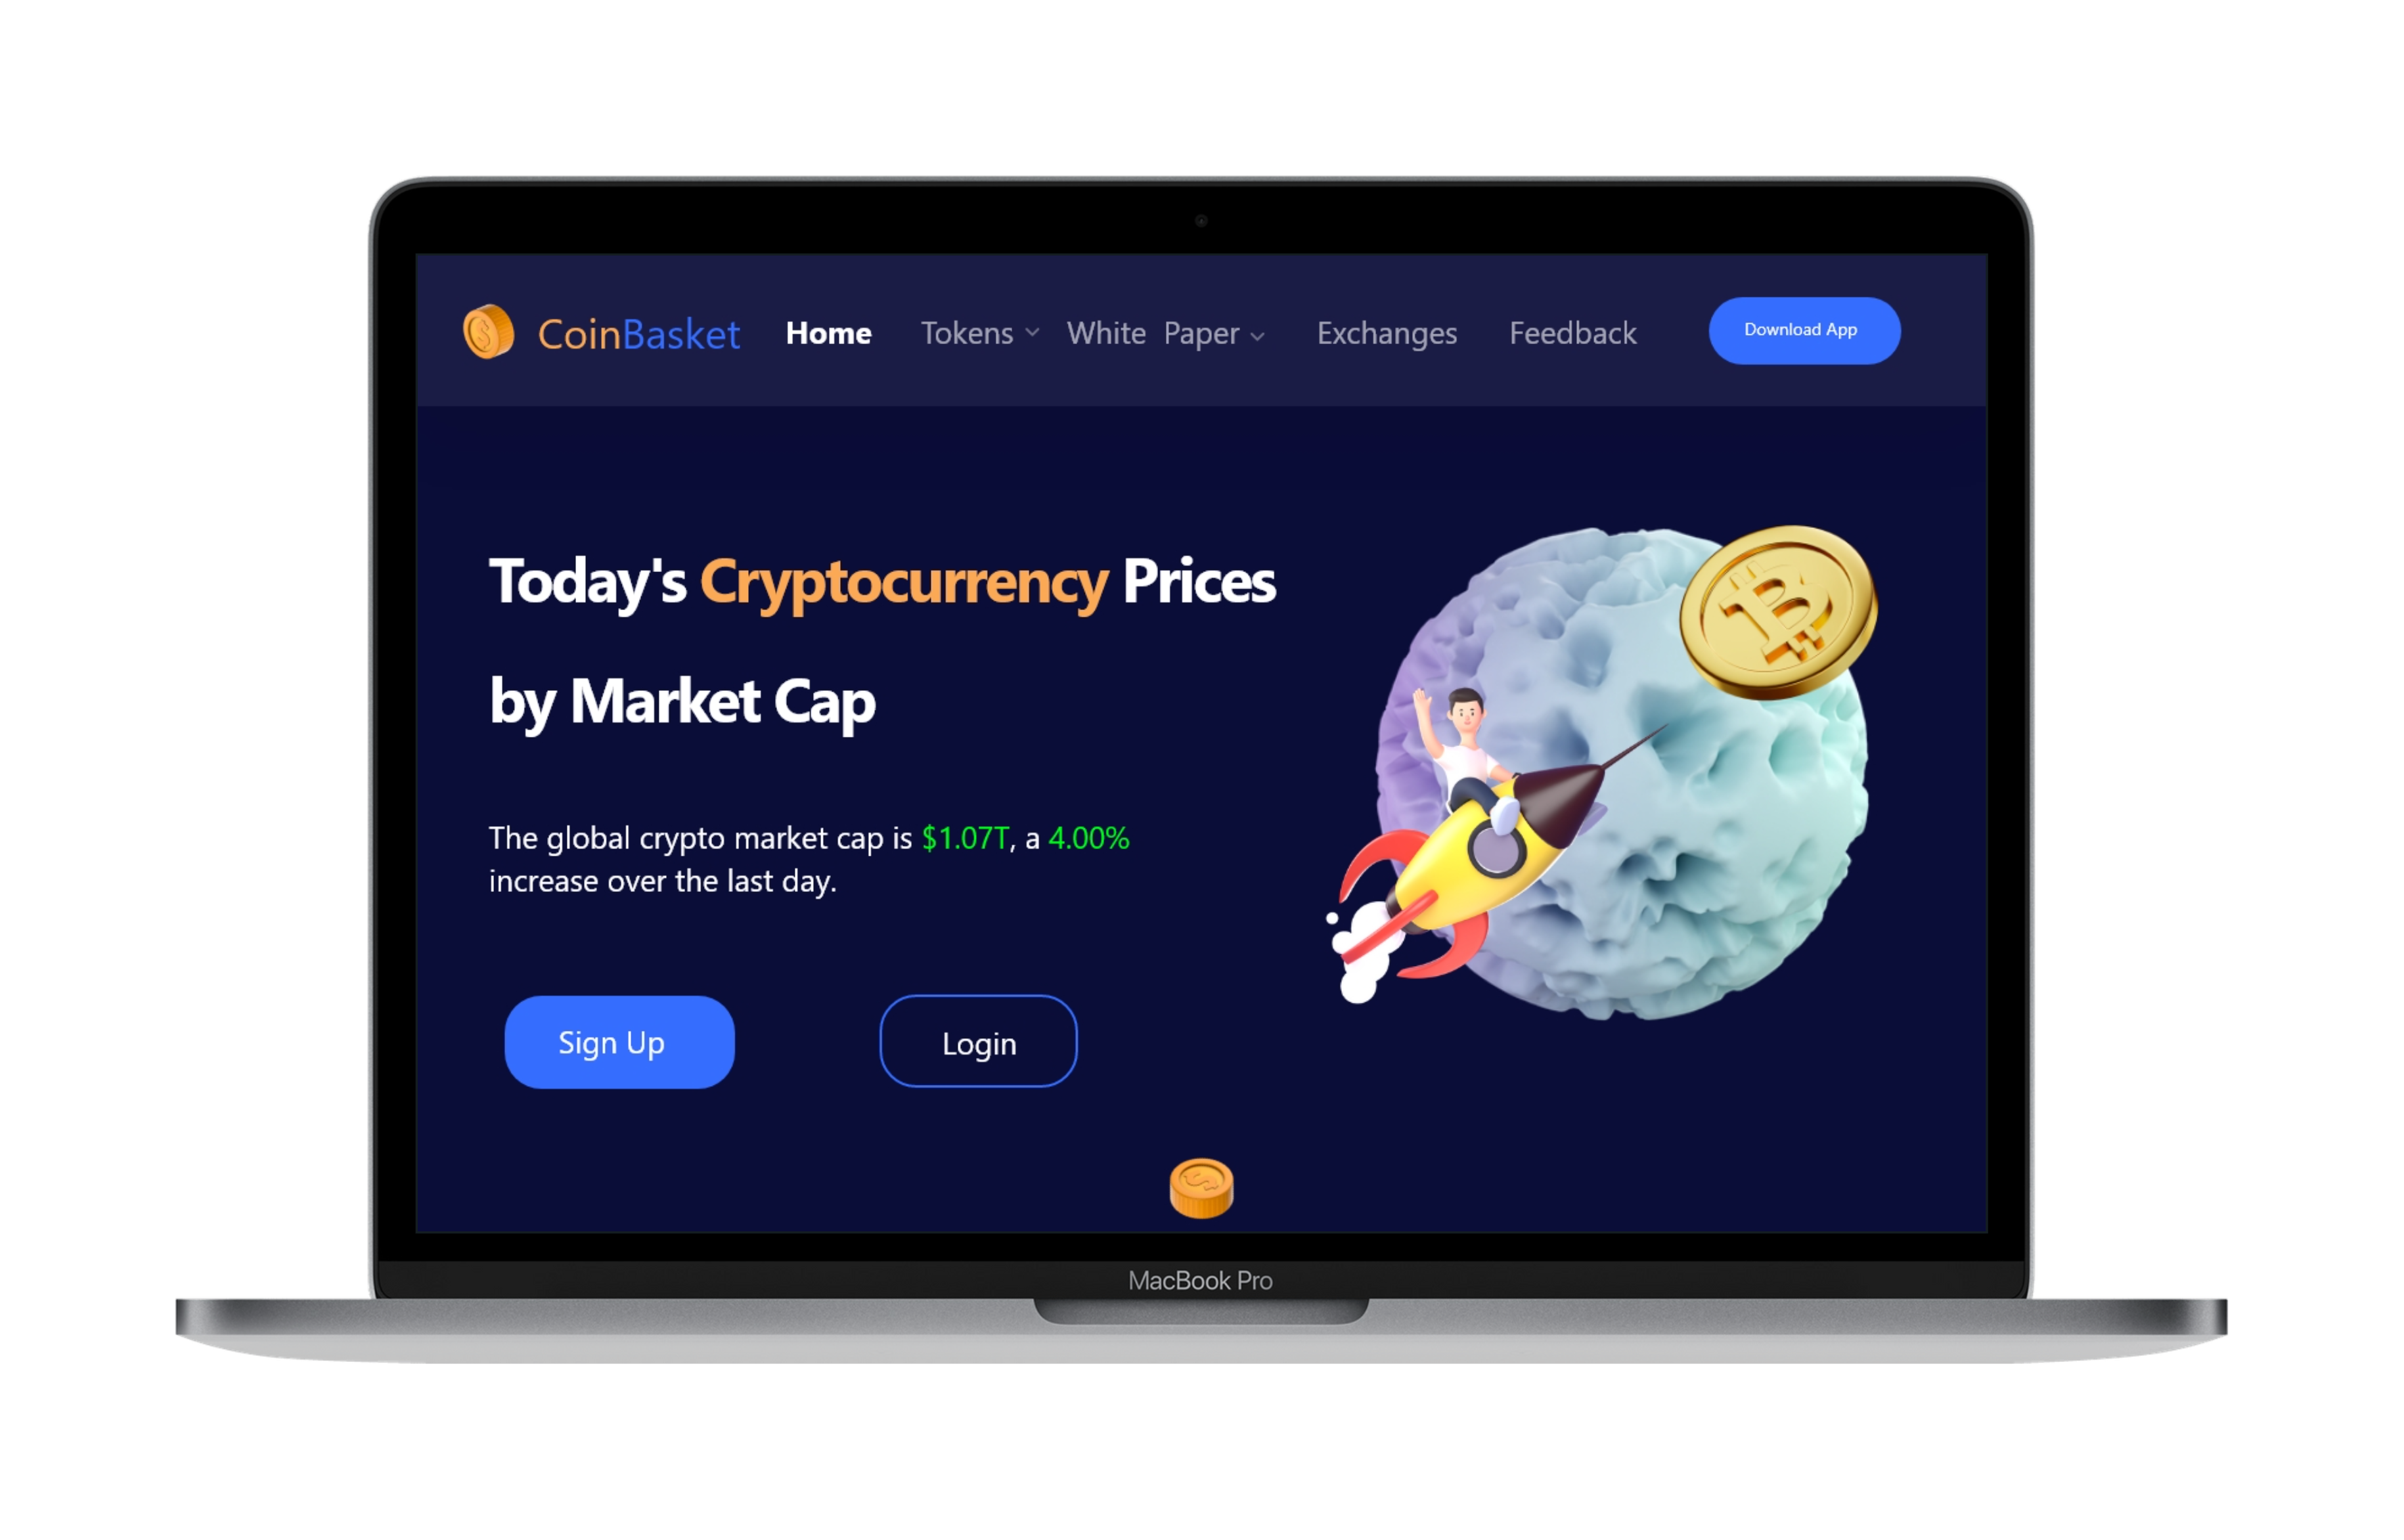 CoinBasket Home Tokens White Paper Exchanges Feedback Download App
Today's Cryptocurrency Prices
by Market Cap
The global crypto market cap is $1.07T, a 4.00%
increase over the last day.
Sign Up Login
MacBook Pro